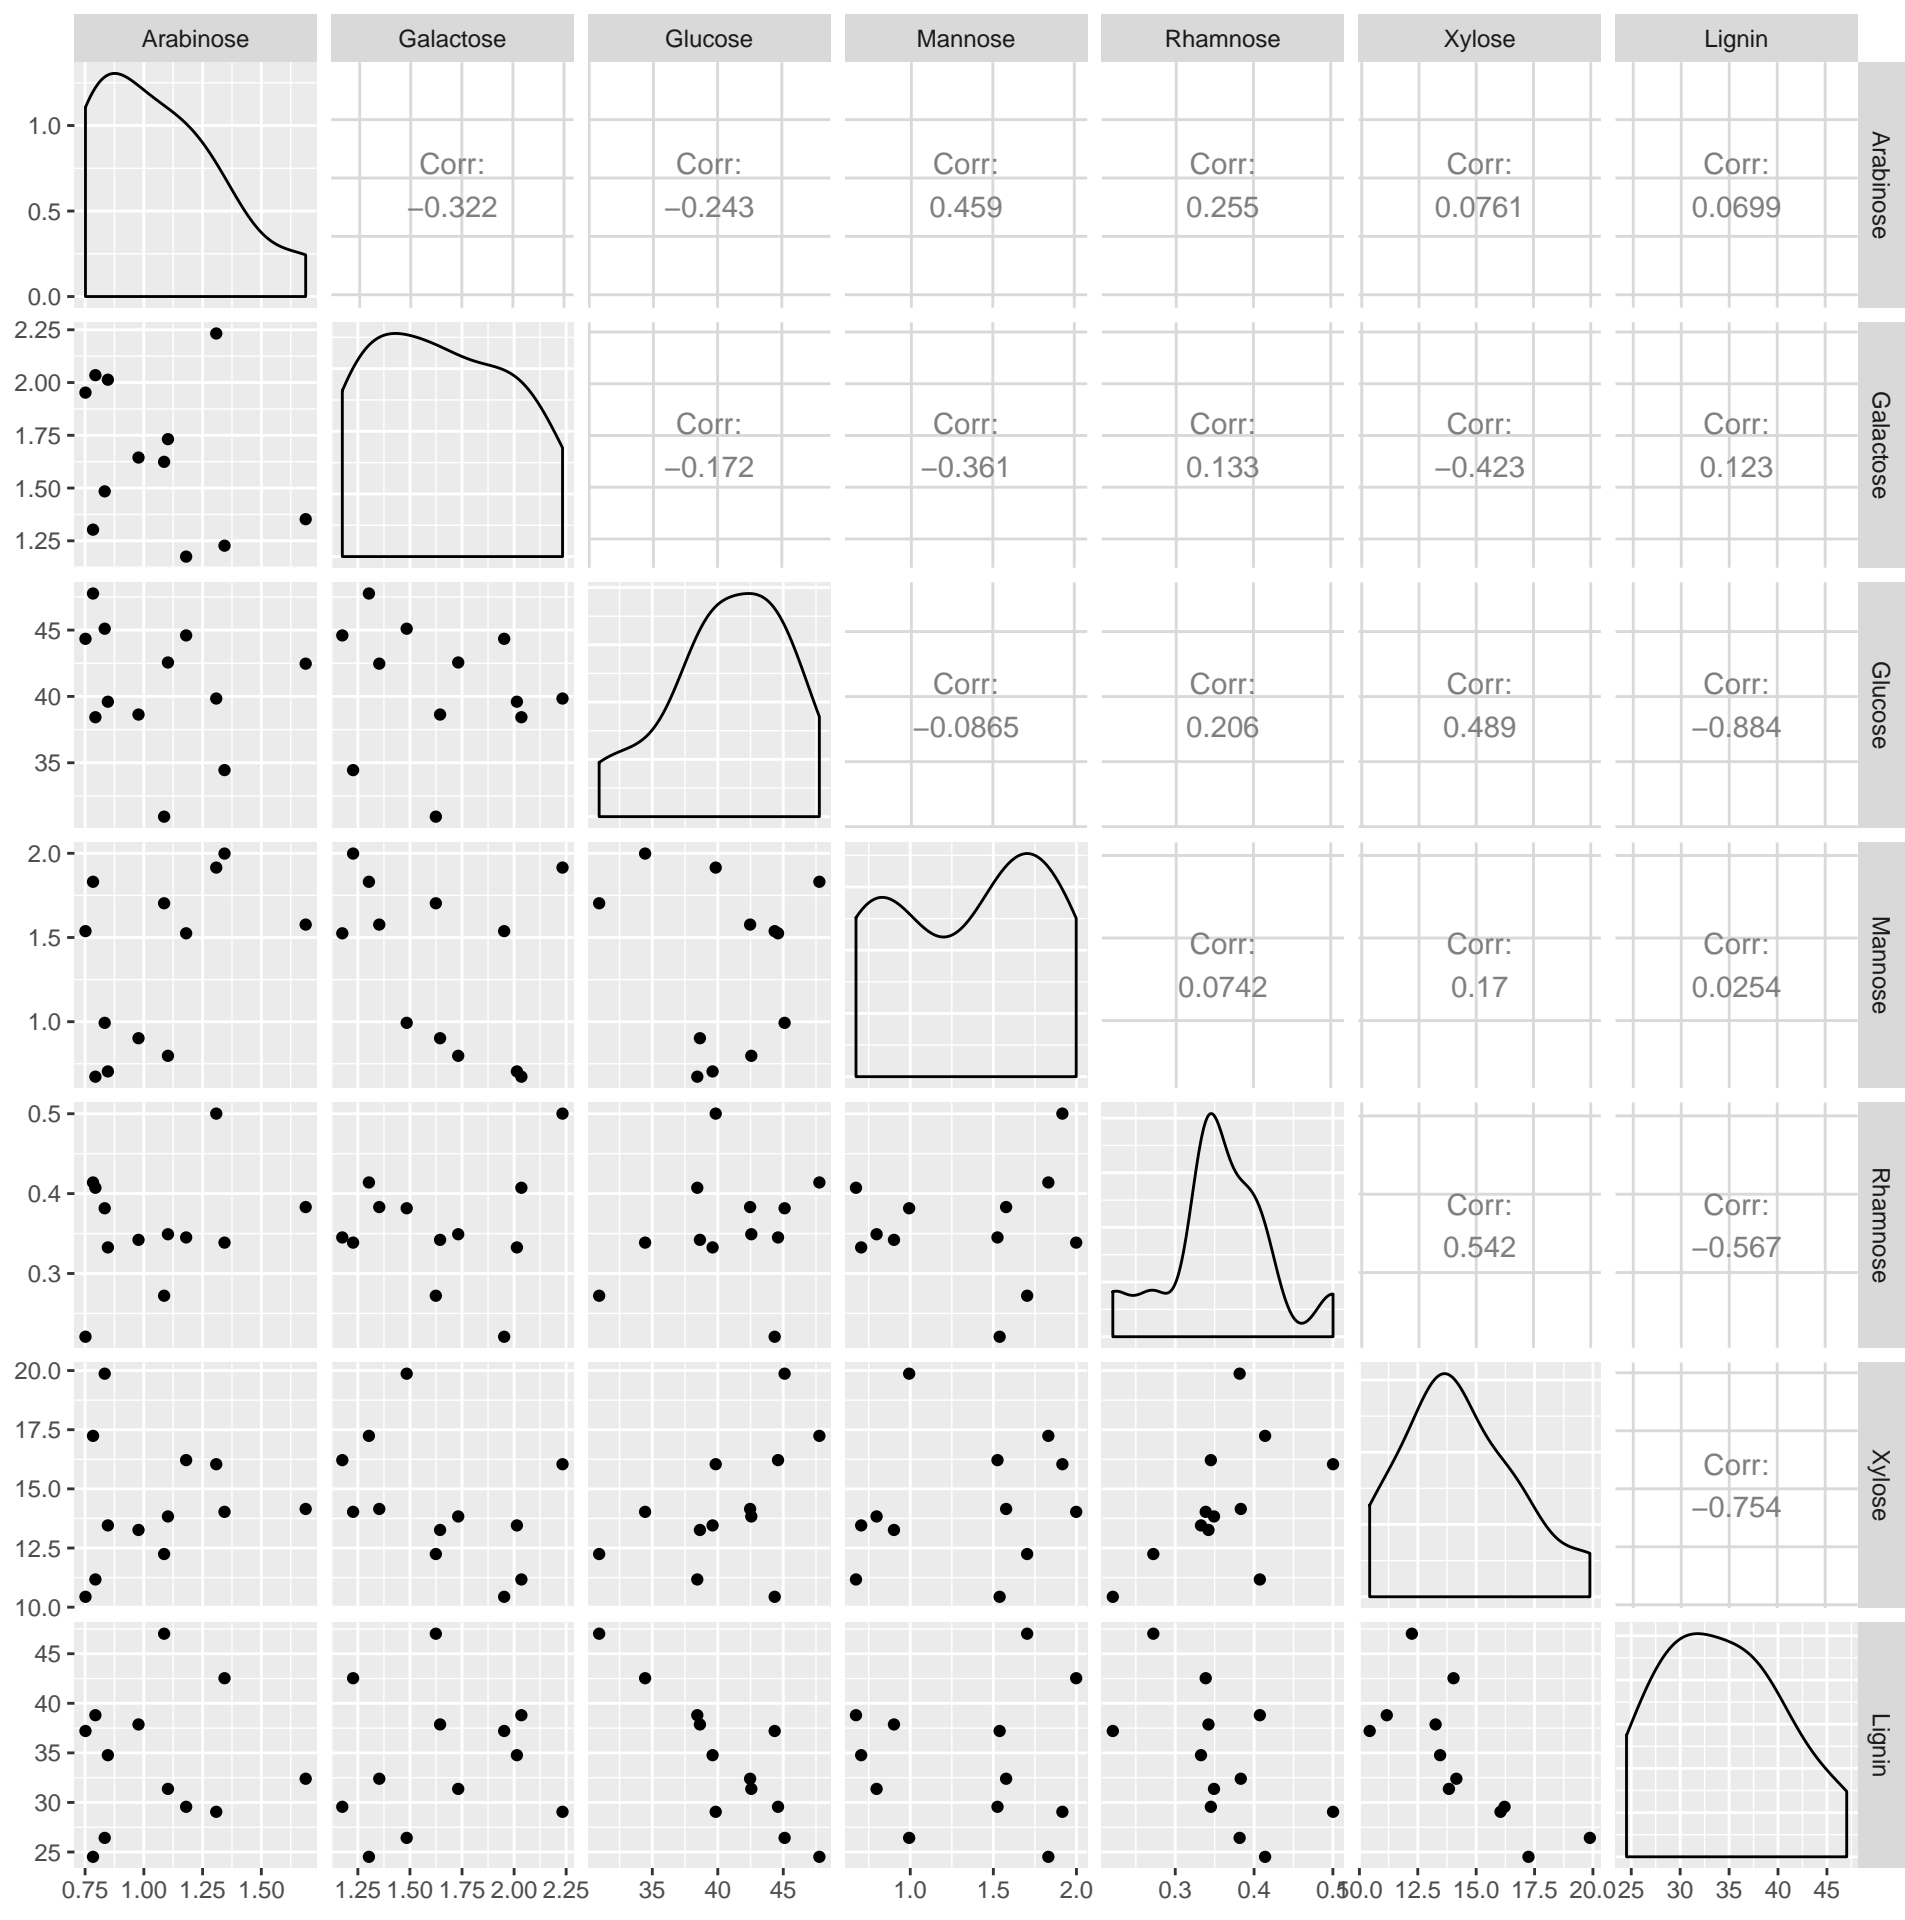 Arabinose Galactose Glucose Mannose Rhamnose Xylose Lignin
1.0
0.5
0.0
Corr: Corr: Corr: Corr: Corr: Corr:
−0.322 −0.243 0.459 0.255 0.0761 0.0699
Arabinose
2.25
2.00
1.75
1.50
1.25
Corr: Corr: Corr: Corr: Corr:
−0.172 −0.361 0.133 −0.423 0.123
Galactose
45
40
35
Corr: Corr: Corr: Corr:
−0.0865 0.206 0.489 −0.884
Glucose
2.0
1.5
1.0
Corr: Corr: Corr:
0.0742 0.17 0.0254
Mannose
0.5
0.4
0.3
Corr: Corr:
0.542 −0.567
Rhamnose
20.0
17.5
15.0
12.5
10.0
Corr:
−0.754
Xylose
45
40
35
30
25
Lignin
0.75 1.00 1.25 1.50 1.25 1.50 1.75 2.00 2.25 35 40 45 1.0 1.5 2.0 0.3 0.4 0.5 10.0 12.5 15.0 17.5 20.0 25 30 35 40 45